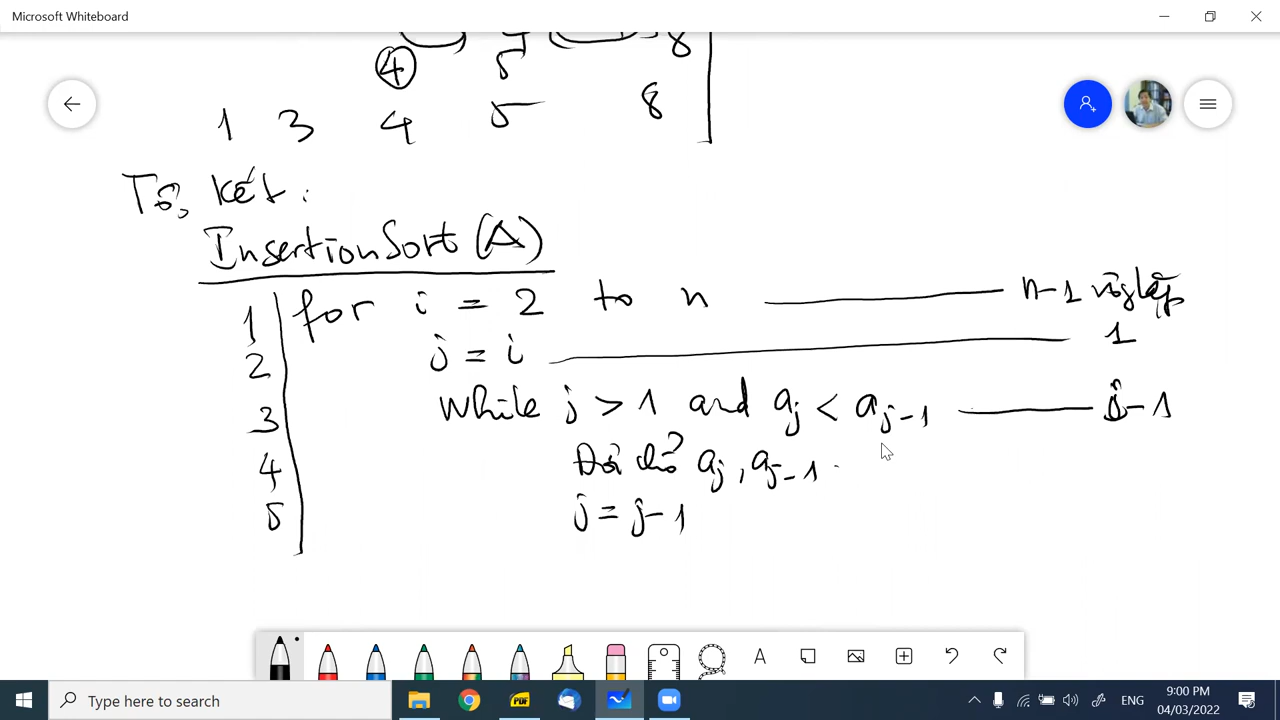 Microsoft Whiteboard
8
4 5
1 3 4 5 8
Tổng kết:
InsertionSort(A)
1 for i = 2 to n n-1 vòng lặp
2 j = i 1
3 While j > 1 and aj < aj-1 i-1
4 Đổi chỗ aj, aj-1
5 j = j-1
A
Type here to search
PDF
ENG
9:00 PM
04/03/2022